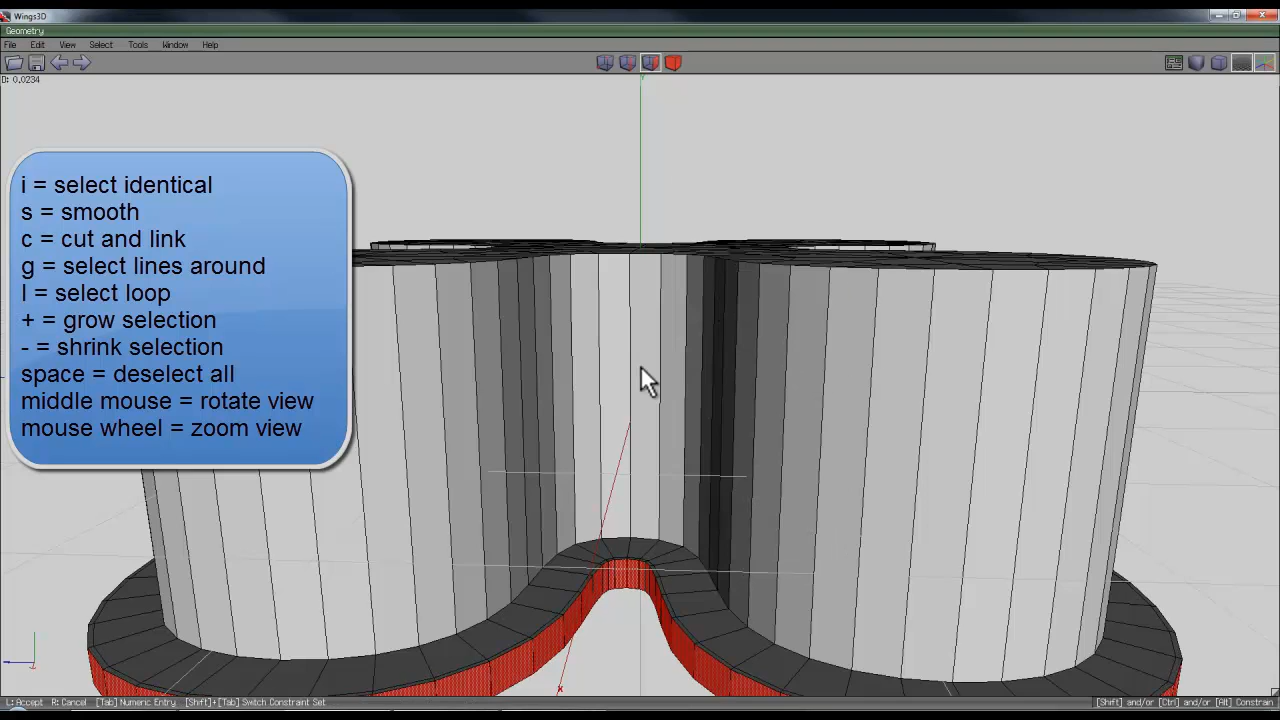 Wings3D
Geometry
File Edit View Select Tools Window Help
D: 0.0234
y
i = select identical
s = smooth
c = cut and link
g = select lines around
l = select loop
+ = grow selection
- = shrink selection
space = deselect all
middle mouse = rotate view
mouse wheel = zoom view
x
L:Accept R:Cancel [Tab] Numeric Entry [Shift]+[Tab] Switch Constraint Set [Shift] and/or [Ctrl] and/or [Alt] Constrain